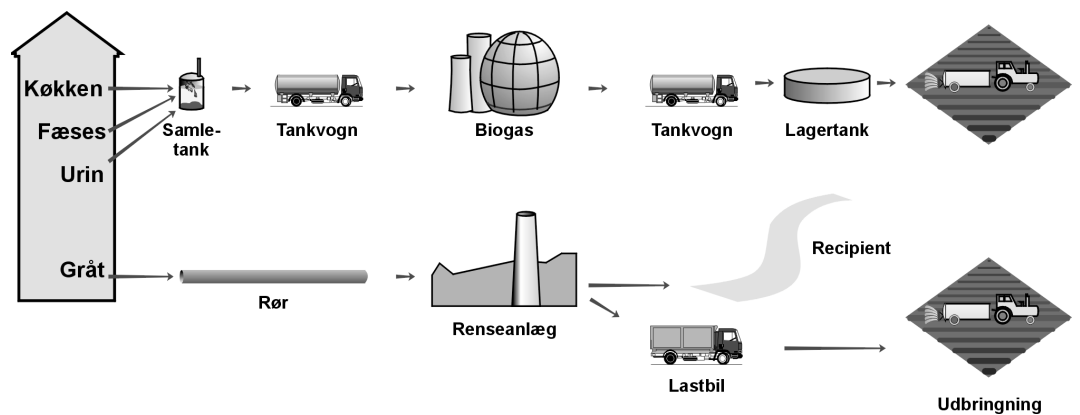 Køkken
Fæses
Urin
Samle-
tank
Tankvogn
Biogas
Tankvogn
Lagertank
Gråt
Rør
Renseanlæg
Recipient
Lastbil
Udbringning